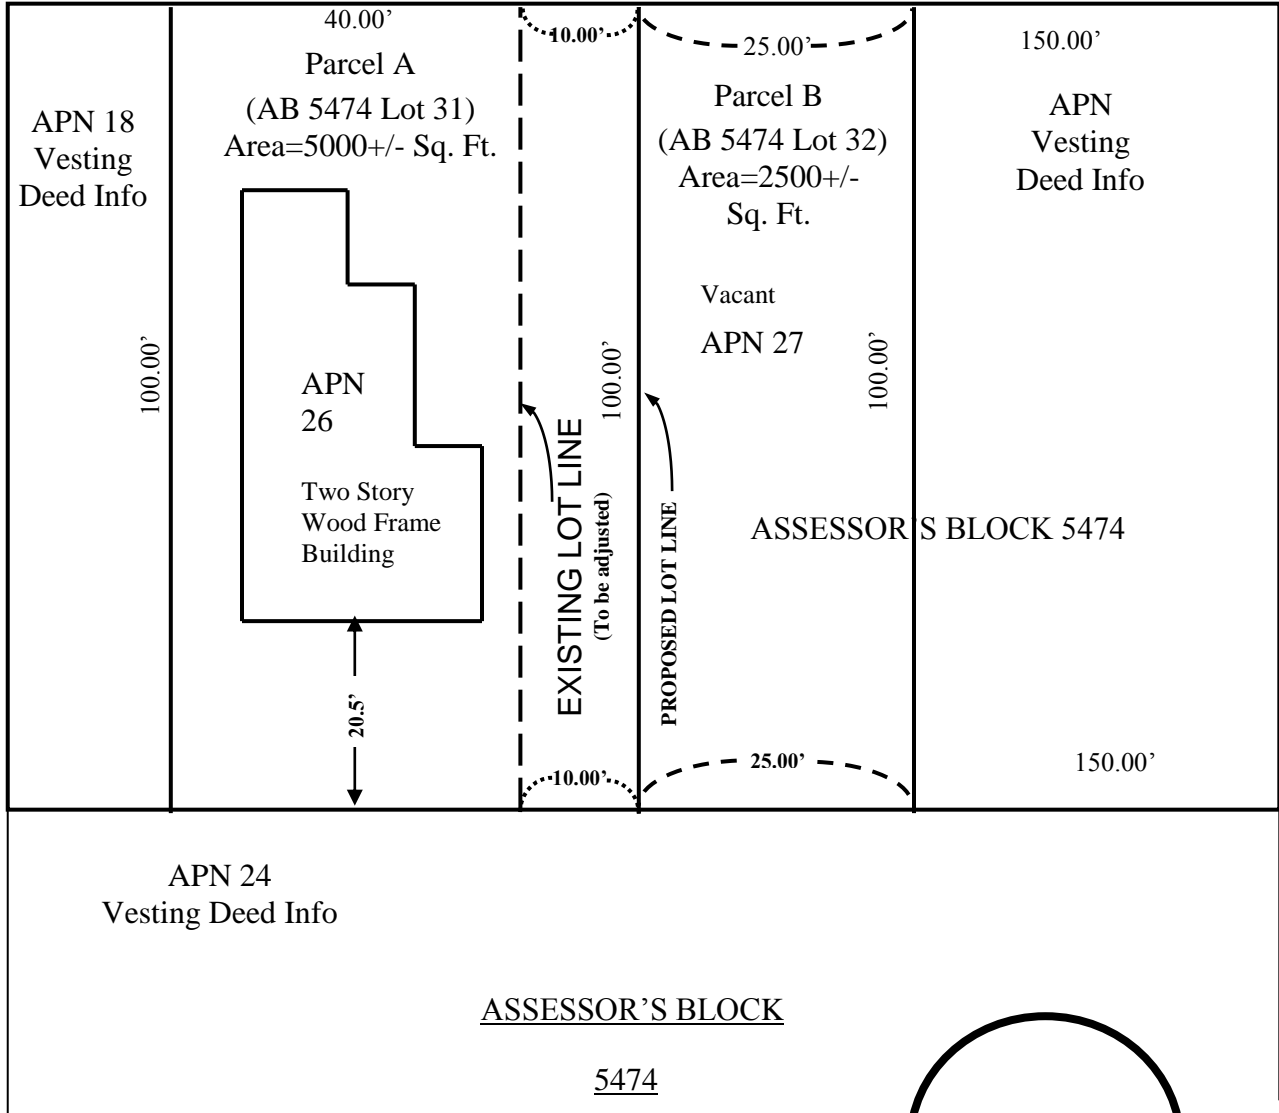 40.00’
10.00’
25.00’
150.00’
Parcel A
(AB 5474 Lot 31)
Area=5000+/- Sq. Ft.
Parcel B
(AB 5474 Lot 32)
Area=2500+/-
Sq. Ft.
APN
Vesting
Deed Info
APN 18
Vesting
Deed Info
Vacant
APN 27
100.00’
100.00’
100.00’
APN
26
Two Story
Wood Frame
Building
EXISTING LOT LINE
(To be adjusted)
PROPOSED LOT LINE
ASSESSOR’S BLOCK 5474
20.5’
10.00’
25.00’
150.00’
APN 24
Vesting Deed Info
ASSESSOR’S BLOCK
5474